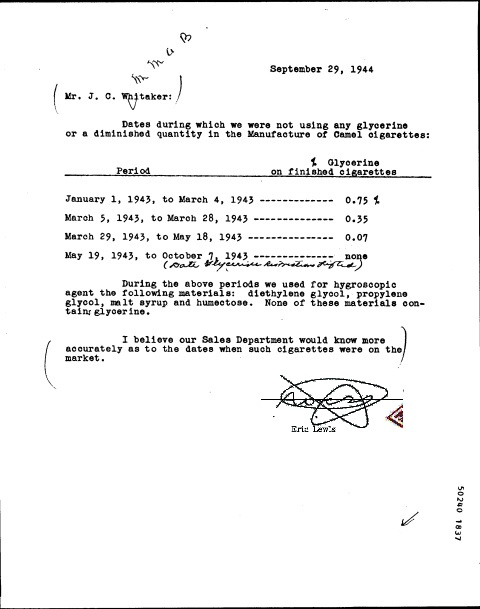 September 29, 1944
Mr. J. C. Whitaker:
Dates during which we were not using any glycerine
or a diminished quantity in the Manufacture of Camel cigarettes:
% Glycerine
Period on finished cigarettes
January 1, 1943, to March 4, 1943 ------------- 0.75 %
March 5, 1943, to March 28, 1943 -------------- 0.35
March 29, 1943, to May 18, 1943 --------------- 0.07
May 19, 1943, to October 7, 1943 -------------- none
(Date Glycerine Restrictions Lifted)
During the above periods we used for hygroscopic
agent the following materials: diethylene glycol, propylene
glycol, malt syrup and humectose. None of these materials con-
tain glycerine.
I believe our Sales Department would know more
accurately as to the dates when such cigarettes were on the
market.
Eric Lewis
50240 1837